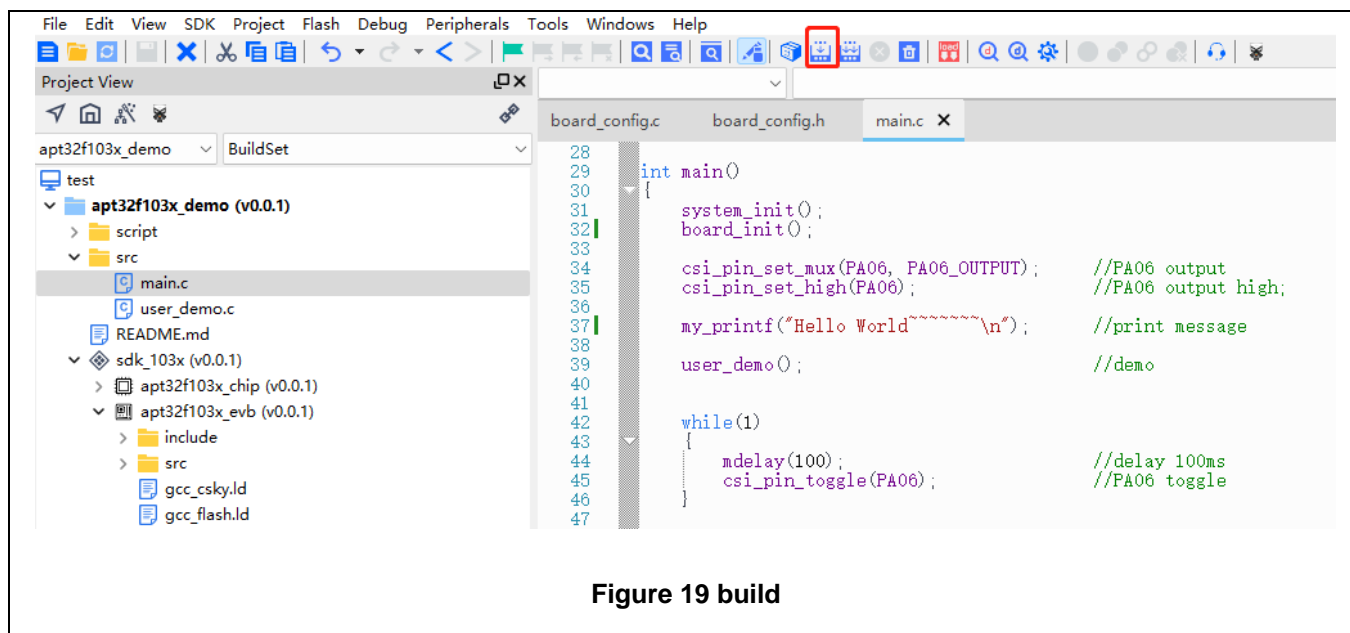 File Edit View SDK Project Flash Debug Peripherals Tools Windows Help
load
Project View
apt32f103x_demo BuildSet
test
apt32f103x_demo (v0.0.1)
script
src
main.c
user_demo.c
README.md
sdk_103x (v0.0.1)
apt32f103x_chip (v0.0.1)
apt32f103x_evb (v0.0.1)
include
src
gcc_csky.ld
gcc_flash.ld
board_config.c board_config.h main.c
28
29 int main()
30 {
31 system_init();
32 board_init();
33
34 csi_pin_set_mux(PA06, PA06_OUTPUT); //PA06 output
35 csi_pin_set_high(PA06); //PA06 output high;
36
37 my_printf("Hello World~~~~~~~\n"); //print message
38
39 user_demo(); //demo
40
41
42 while(1)
43 {
44 mdelay(100); //delay 100ms
45 csi_pin_toggle(PA06); //PA06 toggle
46 }
47
Figure 19 build